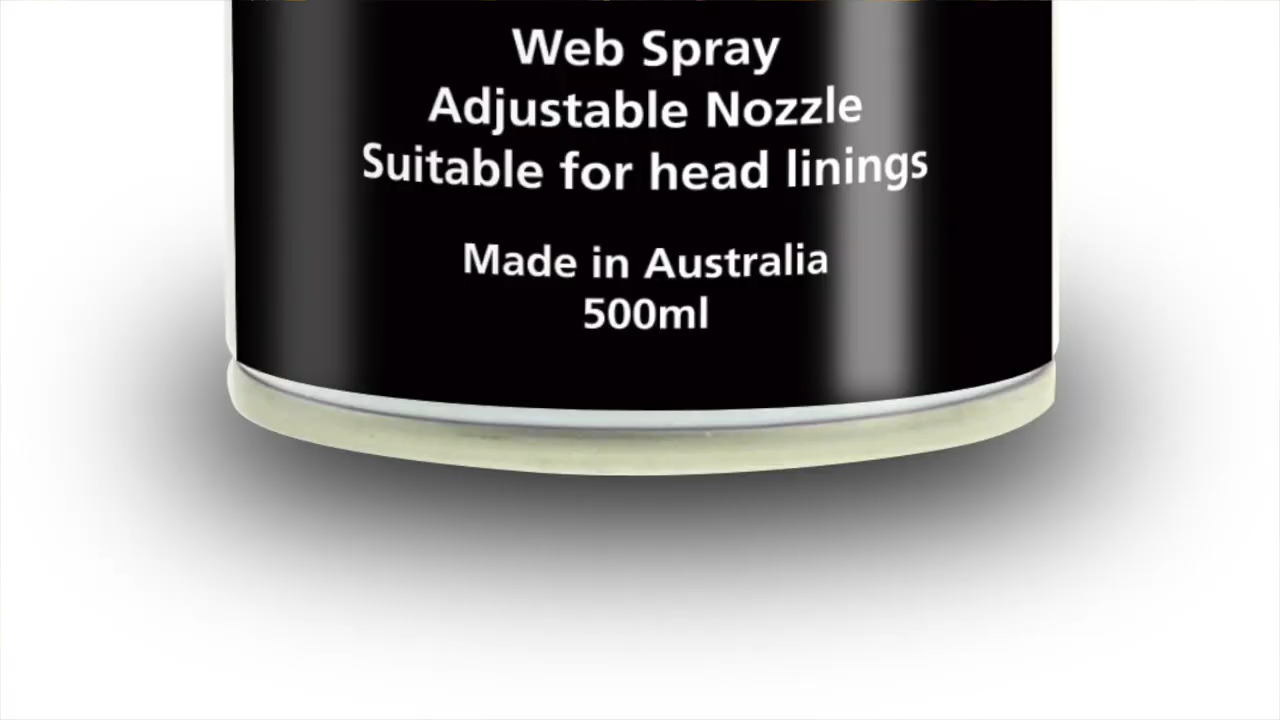 Web Spray
Adjustable Nozzle
Suitable for head linings
Made in Australia
500ml